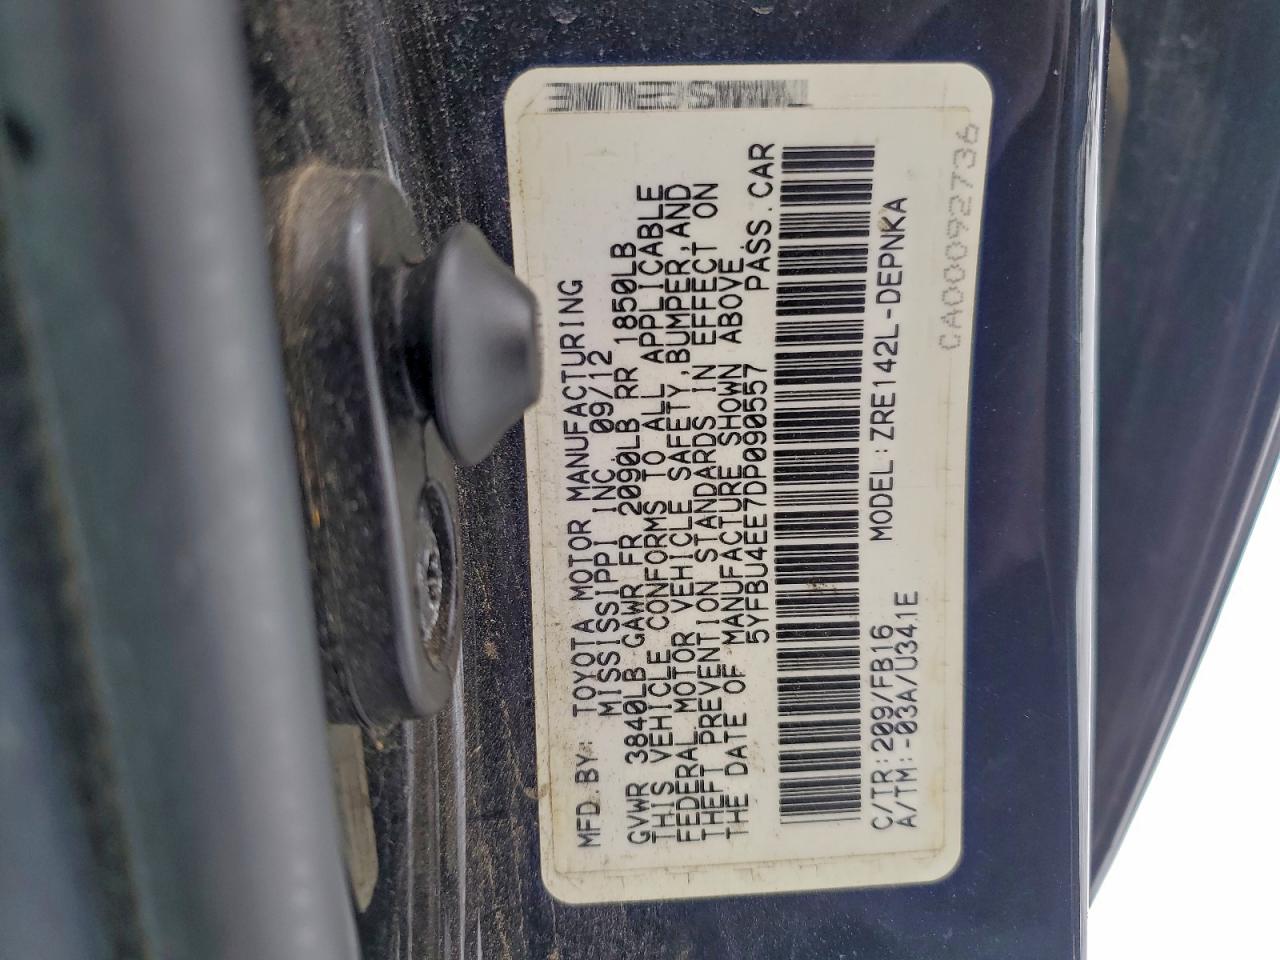 MFD.BY: TOYOTA MOTOR MANUFACTURING
MISSISSIPPI INC. 09/12
GVWR 3840LB GAWR FR 2090LB RR 1850LB
THIS VEHICLE CONFORMS TO ALL APPLICABLE
FEDERAL MOTOR VEHICLE SAFETY, BUMPER, AND
THEFT PREVENTION STANDARDS IN EFFECT ON
THE DATE OF MANUFACTURE SHOWN ABOVE.
5YFBU4EE7DP090557 PASS.CAR
MODEL: ZRE142L-DEPNKA
C/TR: 209/FB16
A/TM: -03A/U341E
CA00092736